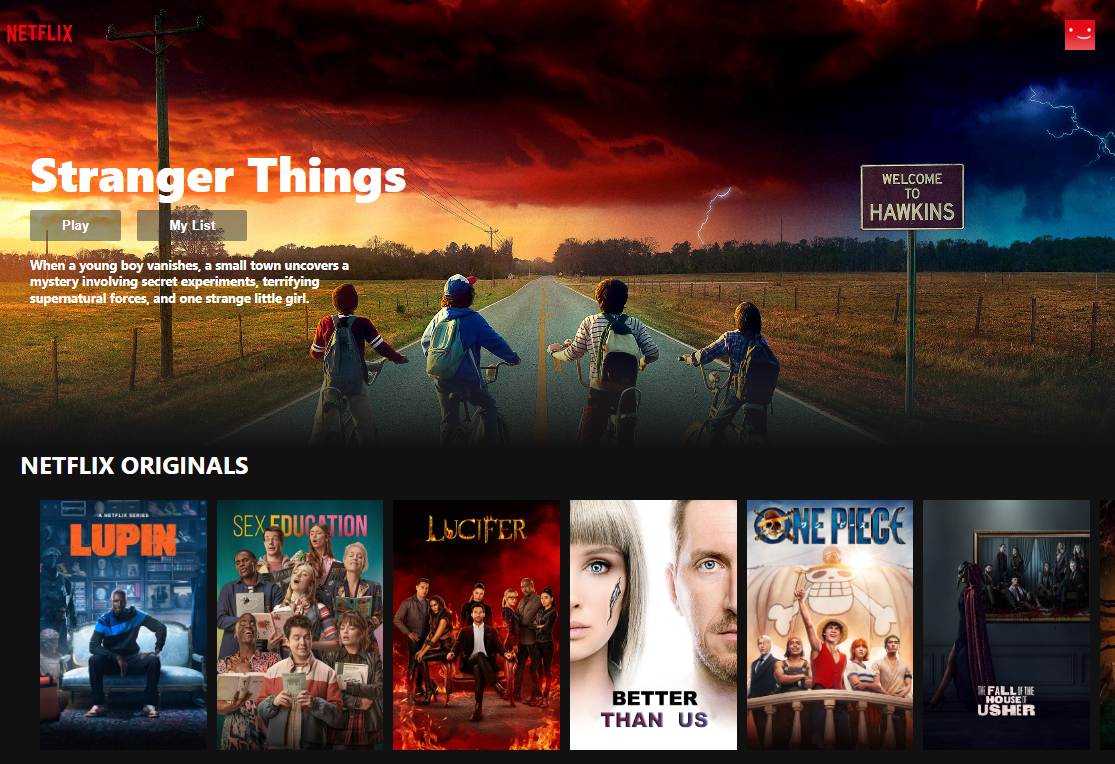 NETFLIX
WELCOME
TO
HAWKINS
Stranger Things
Play
My List
When a young boy vanishes, a small town uncovers a
mystery involving secret experiments, terrifying
supernatural forces, and one strange little girl.
NETFLIX ORIGINALS
A NETFLIX SERIES
LUPIN
SEX EDUCATION
LUCIFER
BETTER
THAN US
ONE PIECE
THE FALL OF THE
HOUSE OF
USHER